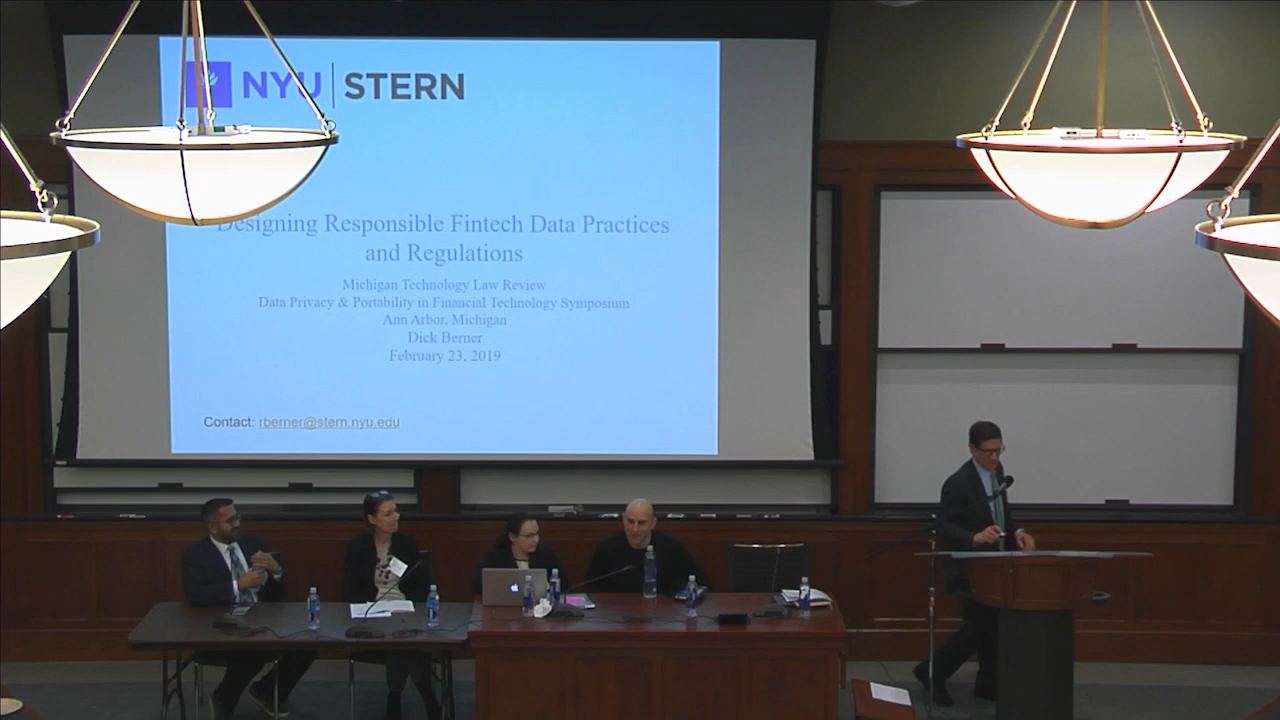 NYU STERN
Designing Responsible Fintech Data Practices
and Regulations
Michigan Technology Law Review
Data Privacy & Portability in Financial Technology Symposium
Ann Arbor, Michigan
Dick Berner
February 23, 2019
Contact: rberner@stern.nyu.edu